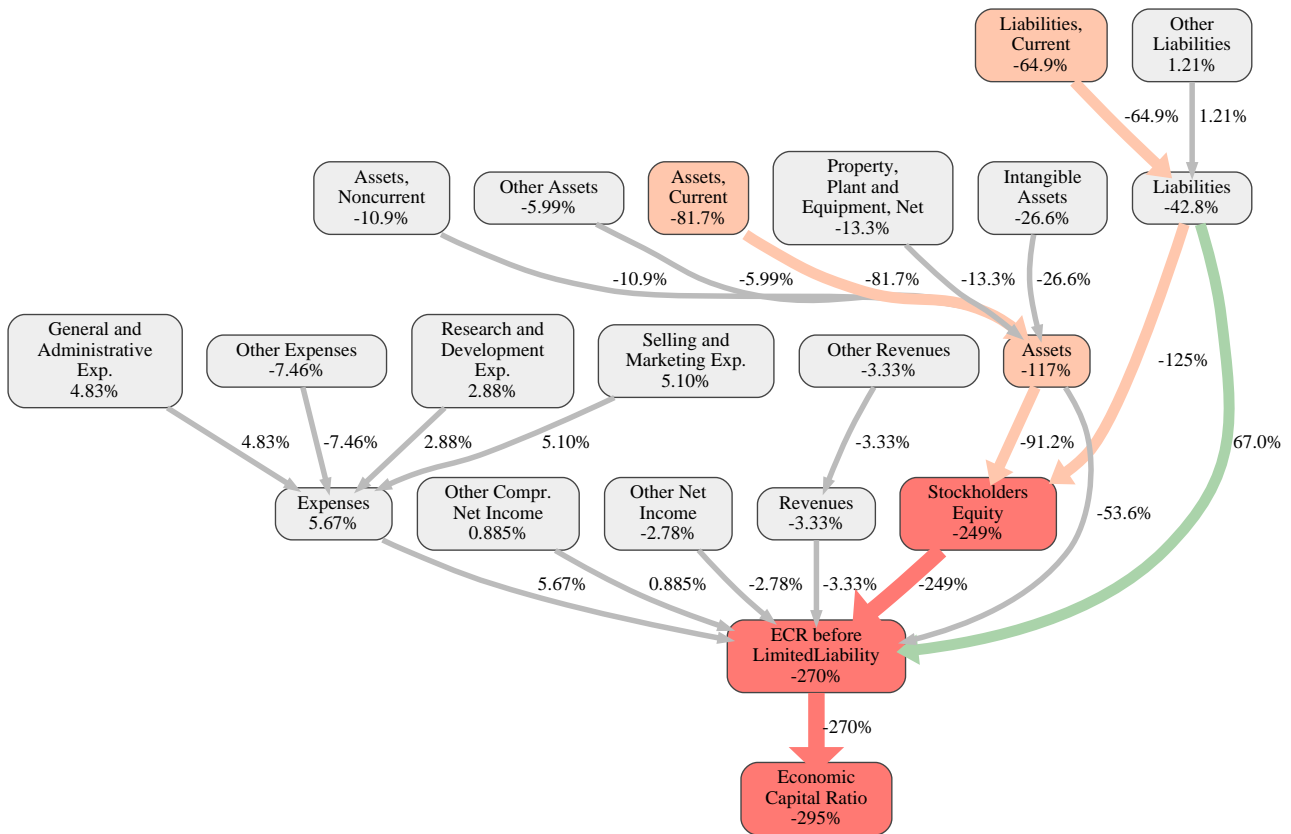 Liabilities,
Current
-64.9%
Other
Liabilities
1.21%
-64.9%
1.21%
Assets,
Noncurrent
-10.9%
Other Assets
-5.99%
Assets,
Current
-81.7%
Property,
Plant and
Equipment, Net
-13.3%
Intangible
Assets
-26.6%
Liabilities
-42.8%
-10.9%
-5.99%
-81.7%
-13.3%
-26.6%
General and
Administrative
Exp.
4.83%
Other Expenses
-7.46%
Research and
Development
Exp.
2.88%
Selling and
Marketing Exp.
5.10%
Other Revenues
-3.33%
Assets
-117%
-125%
4.83%
-7.46%
2.88%
5.10%
-3.33%
-91.2%
67.0%
Expenses
5.67%
Other Compr.
Net Income
0.885%
Other Net
Income
-2.78%
Revenues
-3.33%
Stockholders
Equity
-249%
-53.6%
5.67%
0.885%
-2.78%
-3.33%
-249%
ECR before
LimitedLiability
-270%
-270%
Economic
Capital Ratio
-295%